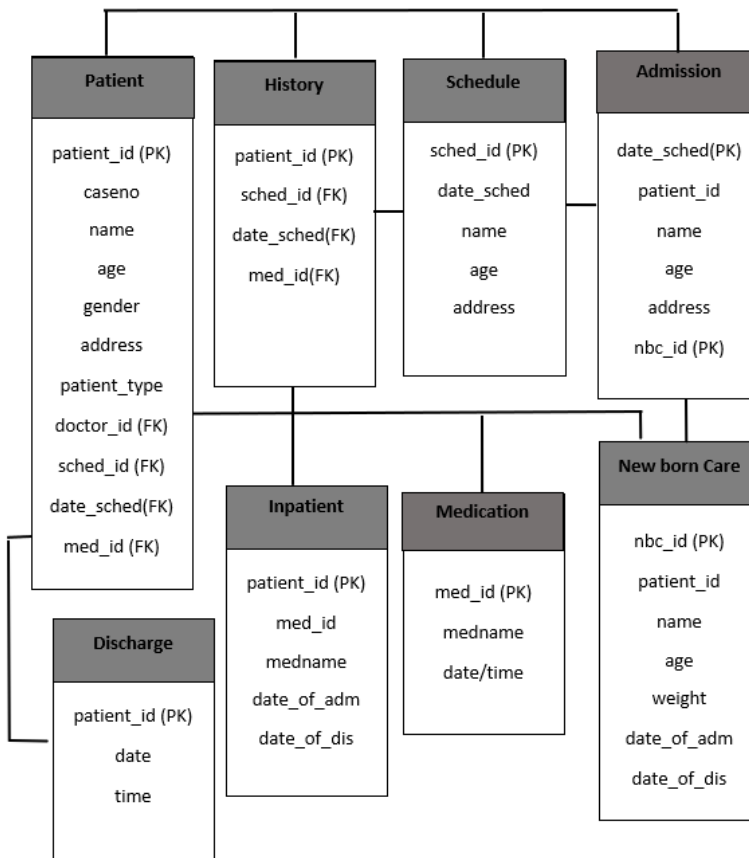 Patient
patient_id (PK)
caseno
name
age
gender
address
patient_type
doctor_id (FK)
sched_id (FK)
date_sched(FK)
med_id (FK)
History
patient_id (PK)
sched_id (FK)
date_sched(FK)
med_id(FK)
Schedule
sched_id (PK)
date_sched
name
age
address
Admission
date_sched(PK)
patient_id
name
age
address
nbc_id (PK)
Discharge
patient_id (PK)
date
time
Inpatient
patient_id (PK)
med_id
medname
date_of_adm
date_of_dis
Medication
med_id (PK)
medname
date/time
New born Care
nbc_id (PK)
patient_id
name
age
weight
date_of_adm
date_of_dis